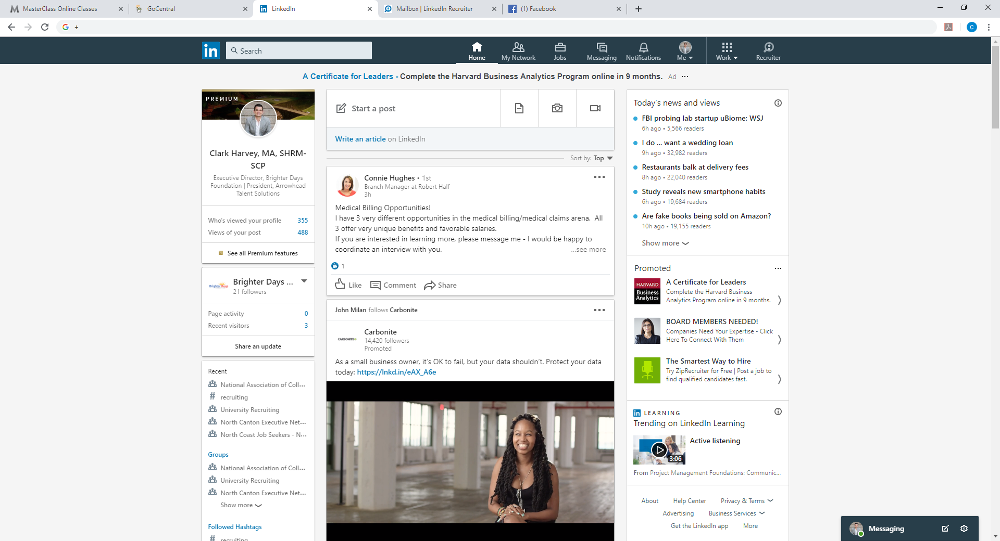 MasterClass Online Classes
GoCentral
LinkedIn
Mailbox | LinkedIn Recruiter
(1) Facebook
+
C
in
Search
Home
My Network
Jobs
Messaging
Notifications
Me
Work
Recruiter
A Certificate for Leaders - Complete the Harvard Business Analytics Program online in 9 months. Ad ...
PREMIUM
Clark Harvey, MA, SHRM-
SCP
Executive Director, Brighter Days
Foundation | President, Arrowhead
Talent Solutions
Who's viewed your profile 355
Views of your post 488
See all Premium features
Brighter Days
Brighter Days ...
21 followers
Page activity 0
Recent visitors 3
Share an update
Recent
National Association of Coll...
# recruiting
University Recruiting
North Canton Executive Net...
North Coast Job Seekers - N...
Groups
National Association of Coll...
University Recruiting
North Canton Executive Net...
Show more
Followed Hashtags
# recruiting
Start a post
Write an article on LinkedIn
Sort by: Top
Connie Hughes • 1st
Branch Manager at Robert Half
3h
Medical Billing Opportunities!
I have 3 very different opportunities in the medical billing/medical claims arena. All
3 offer very unique benefits and favorable salaries.
If you are interested in learning more, please message me - I would be happy to
coordinate an interview with you. ...see more
1
Like
Comment
Share
John Milan follows Carbonite
CARBONITE
Carbonite
14,420 followers
Promoted
As a small business owner, it's OK to fail, but your data shouldn't. Protect your data
today: https://lnkd.in/eAX_A6e
Today's news and views
FBI probing lab startup uBiome: WSJ
6h ago • 5,566 readers
I do ... want a wedding loan
9h ago • 32,982 readers
Restaurants balk at delivery fees
8h ago • 22,040 readers
Study reveals new smartphone habits
6h ago • 19,684 readers
Are fake books being sold on Amazon?
10h ago • 19,155 readers
Show more
Promoted
HARVARD
Business
Analytics
A Certificate for Leaders
Complete the Harvard Business
Analytics Program online in 9 months.
BOARD MEMBERS NEEDED!
Companies Need Your Expertise - Click
Here To Connect With Them
The Smartest Way to Hire
Try ZipRecruiter for Free | Post a job to
find qualified candidates fast.
in LEARNING
Trending on LinkedIn Learning
3:06
Active listening
From Project Management Foundations: Communic...
About
Help Center
Privacy & Terms
Advertising
Business Services
Get the LinkedIn app
More
Messaging